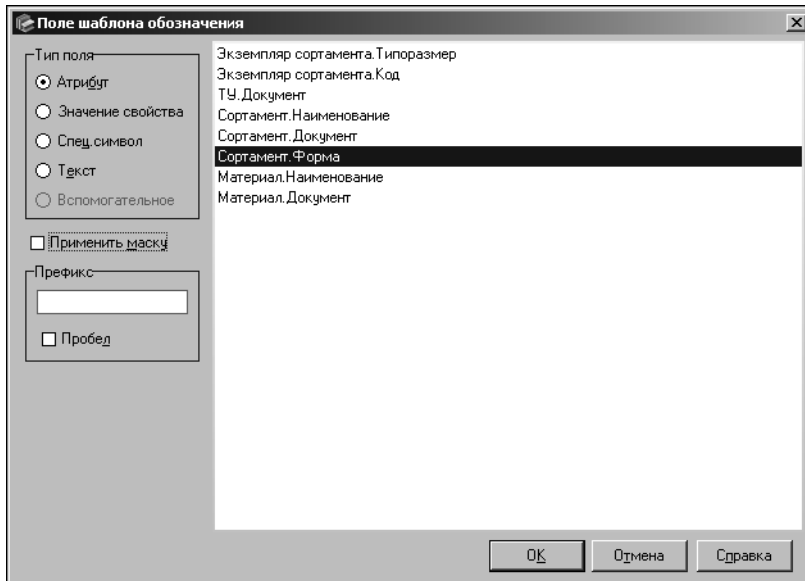 Поле шаблона обозначения
Тип поля
Атрибут
Значение свойства
Спец.символ
Текст
Вспомогательное
Применить маску
Префикс
Пробел
Экземпляр сортамента.Типоразмер
Экземпляр сортамента.Код
ТУ.Документ
Сортамент.Наименование
Сортамент.Документ
Сортамент.Форма
Материал.Наименование
Материал.Документ
OK
Отмена
Справка